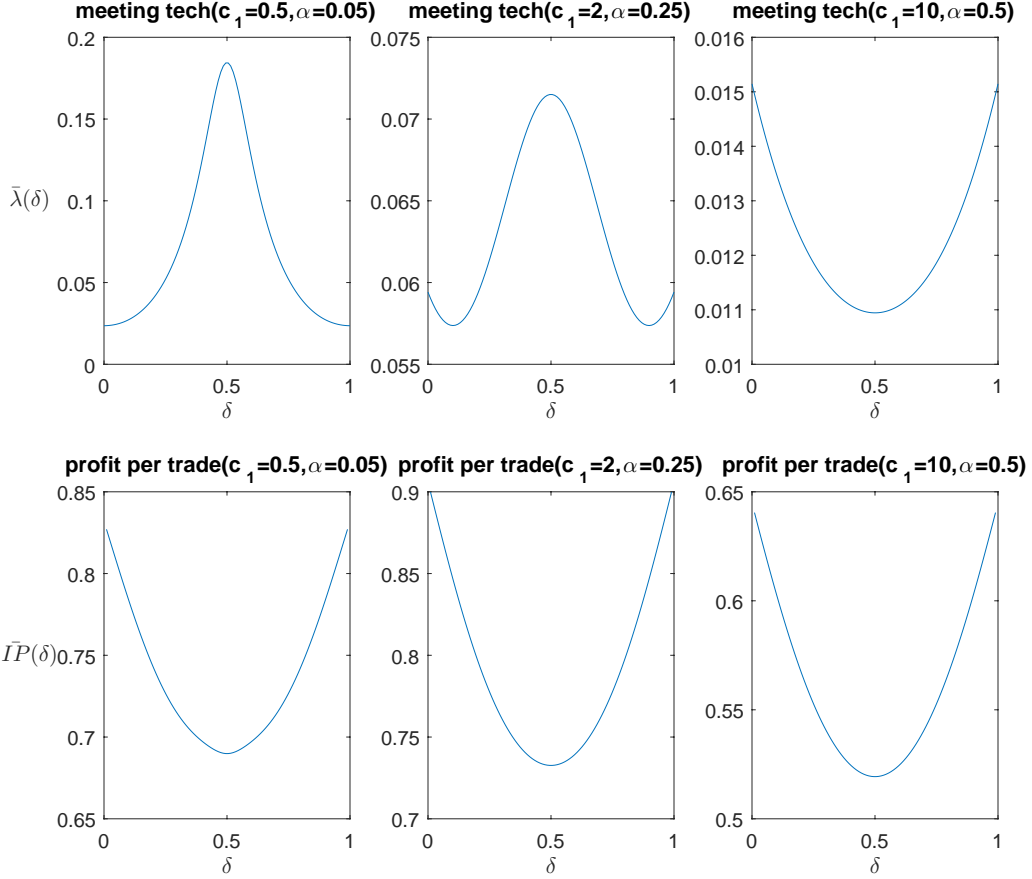 meeting tech(c_1=0.5,α=0.05)
0.2
0.15
0.1
0.05
0
λ̄(δ)
0 0.5 1
δ
meeting tech(c_1=2,α=0.25)
0.075
0.07
0.065
0.06
0.055
0 0.5 1
δ
meeting tech(c_1=10,α=0.5)
0.016
0.015
0.014
0.013
0.012
0.011
0.01
0 0.5 1
δ
profit per trade(c_1=0.5,α=0.05)
0.85
0.8
0.75
0.7
0.65
IP̄(δ)
0 0.5 1
δ
profit per trade(c_1=2,α=0.25)
0.9
0.85
0.8
0.75
0.7
0 0.5 1
δ
profit per trade(c_1=10,α=0.5)
0.65
0.6
0.55
0.5
0 0.5 1
δ